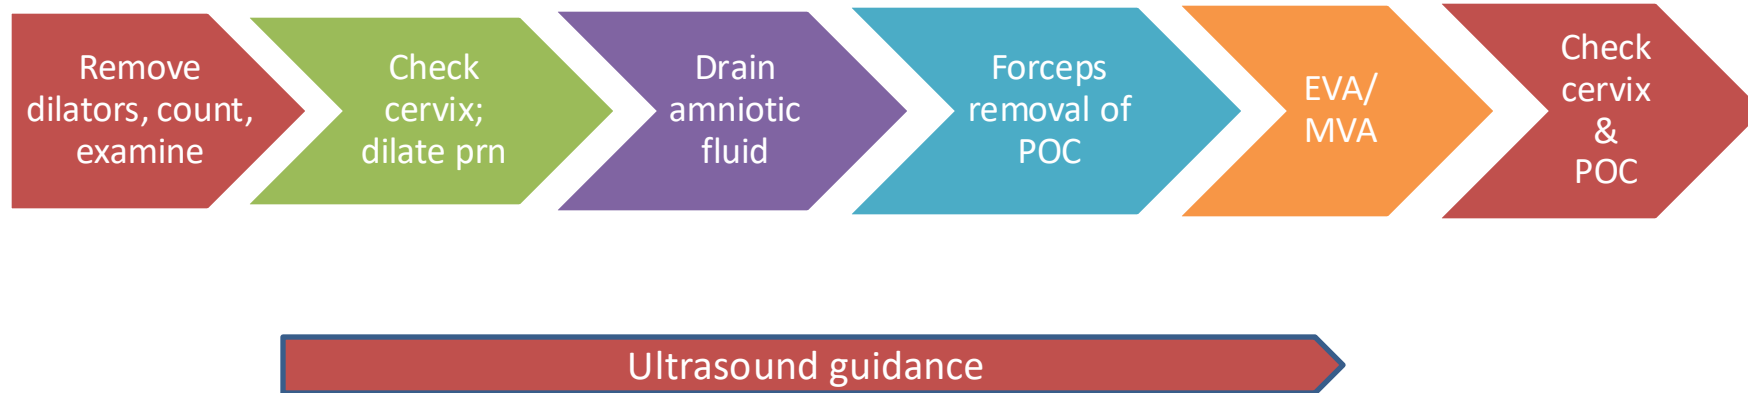 Remove
dilators, count,
examine
Check
cervix;
dilate prn
Drain
amniotic
fluid
Forceps
removal of
POC
EVA/
MVA
Check
cervix
&
POC
Ultrasound guidance